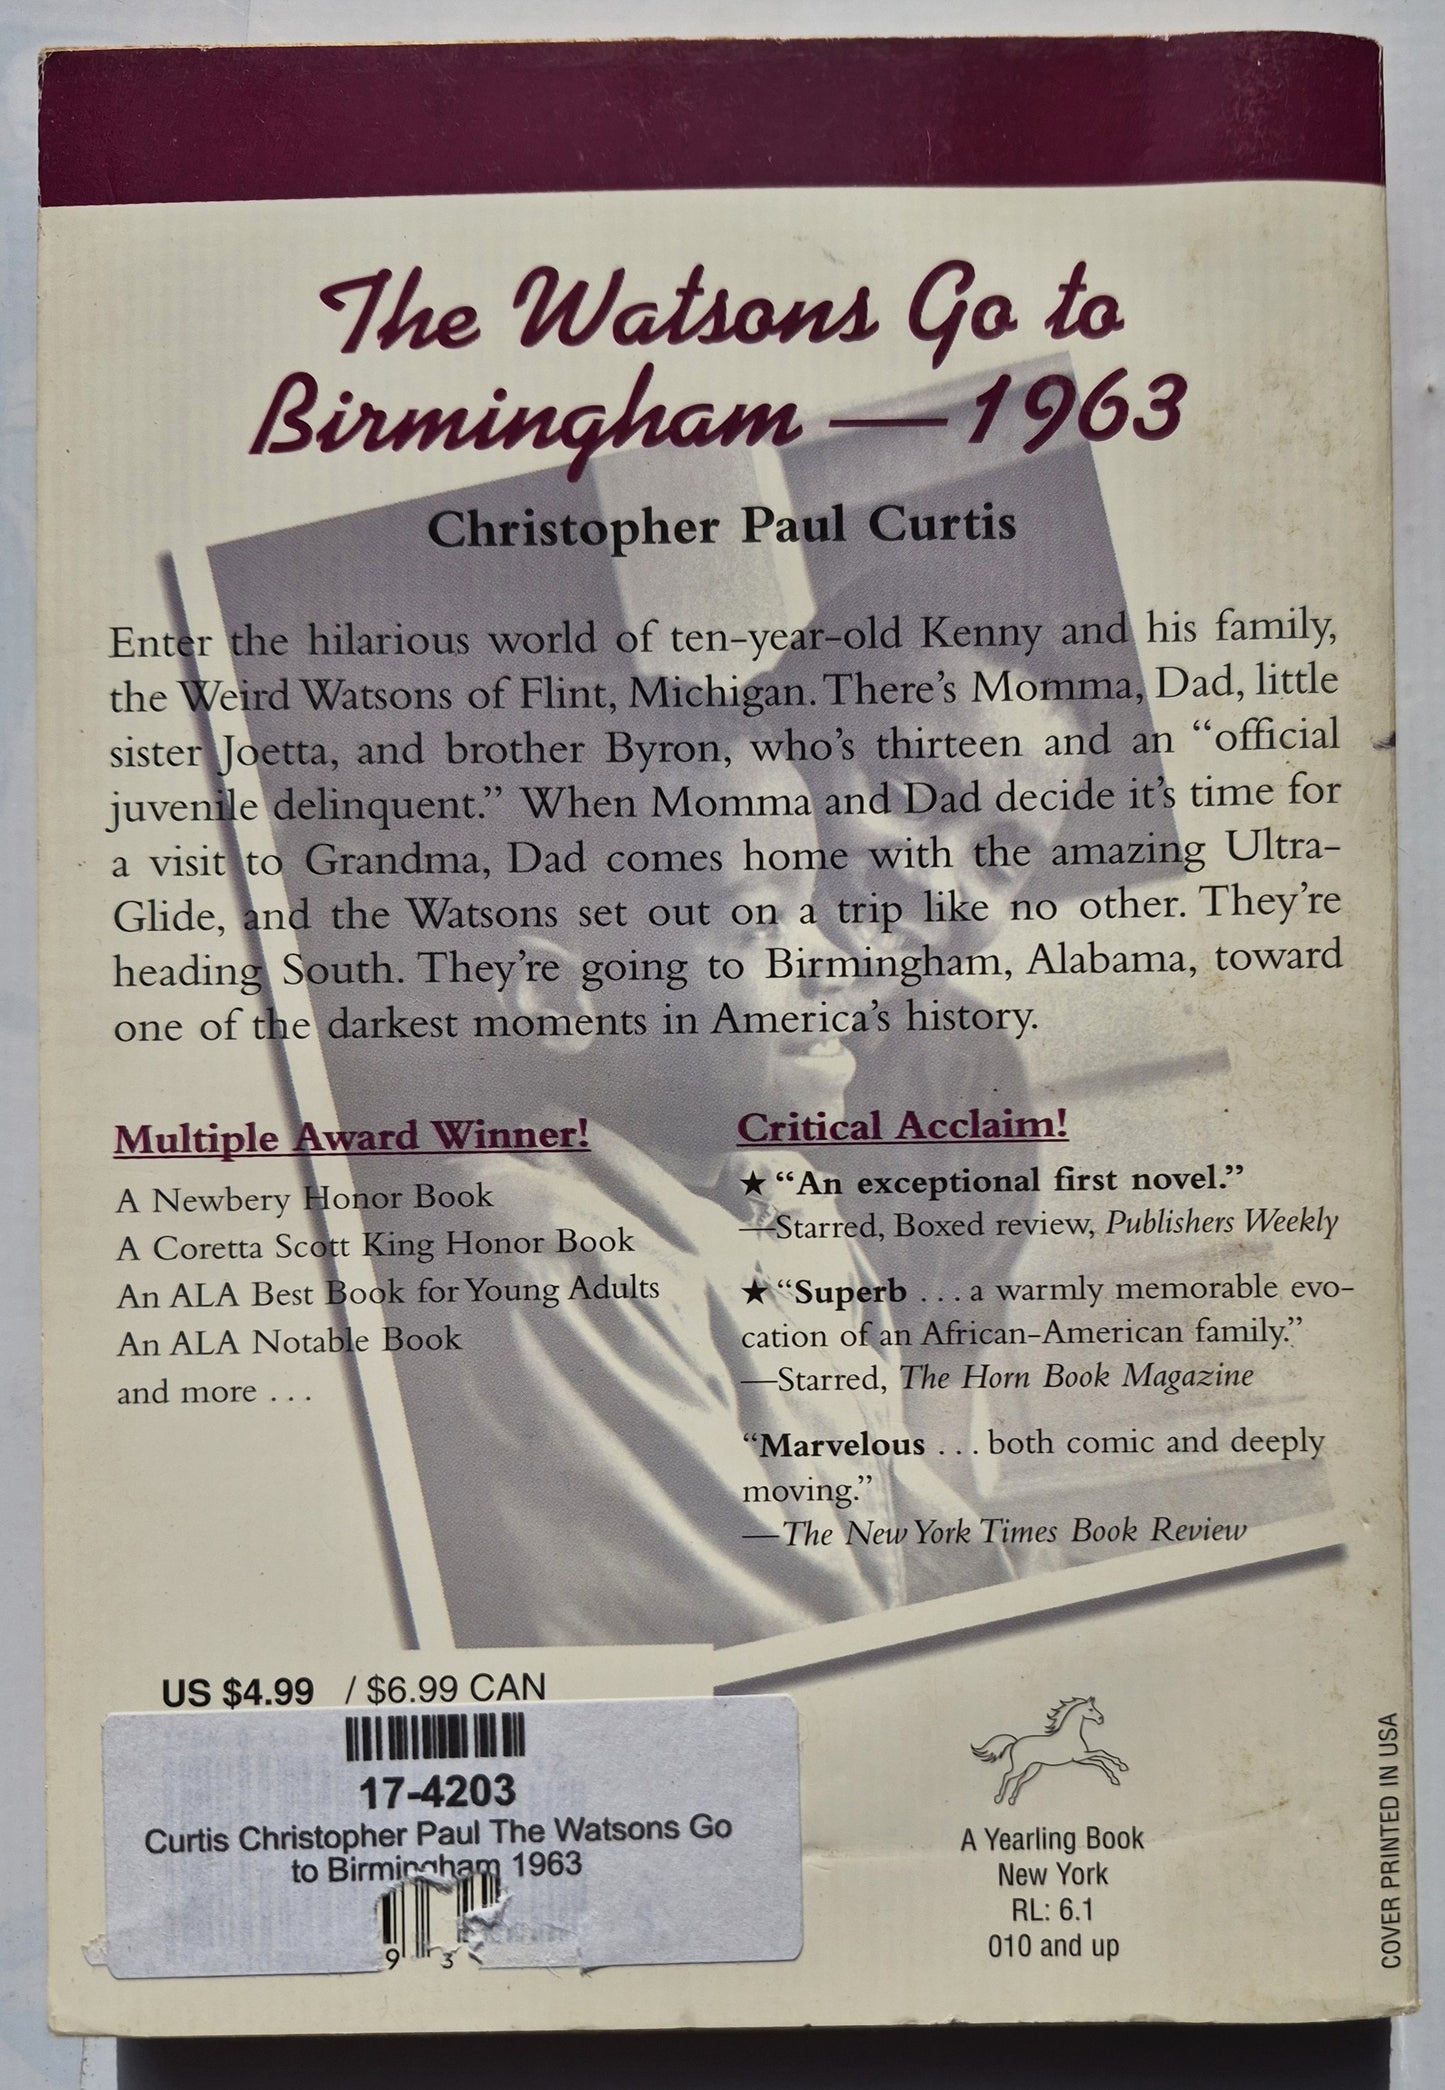 The Watsons Go to
Birmingham — 1963
Christopher Paul Curtis
Enter the hilarious world of ten-year-old Kenny and his family,
the Weird Watsons of Flint, Michigan. There's Momma, Dad, little
sister Joetta, and brother Byron, who's thirteen and an “official
juvenile delinquent.” When Momma and Dad decide it's time for
a visit to Grandma, Dad comes home with the amazing Ultra-
Glide, and the Watsons set out on a trip like no other. They're
heading South. They're going to Birmingham, Alabama, toward
one of the darkest moments in America's history.
Multiple Award Winner!
A Newbery Honor Book
A Coretta Scott King Honor Book
An ALA Best Book for Young Adults
An ALA Notable Book
and more . . .
Critical Acclaim!
★ “An exceptional first novel.”
—Starred, Boxed review, Publishers Weekly
★ “Superb . . . a warmly memorable evo-
cation of an African-American family.”
—Starred, The Horn Book Magazine
“Marvelous . . . both comic and deeply
moving.”
—The New York Times Book Review
US $4.99 / $6.99 CAN
17-4203
Curtis Christopher Paul The Watsons Go
to Birmingham 1963
9 3
A Yearling Book
New York
RL: 6.1
010 and up
COVER PRINTED IN USA